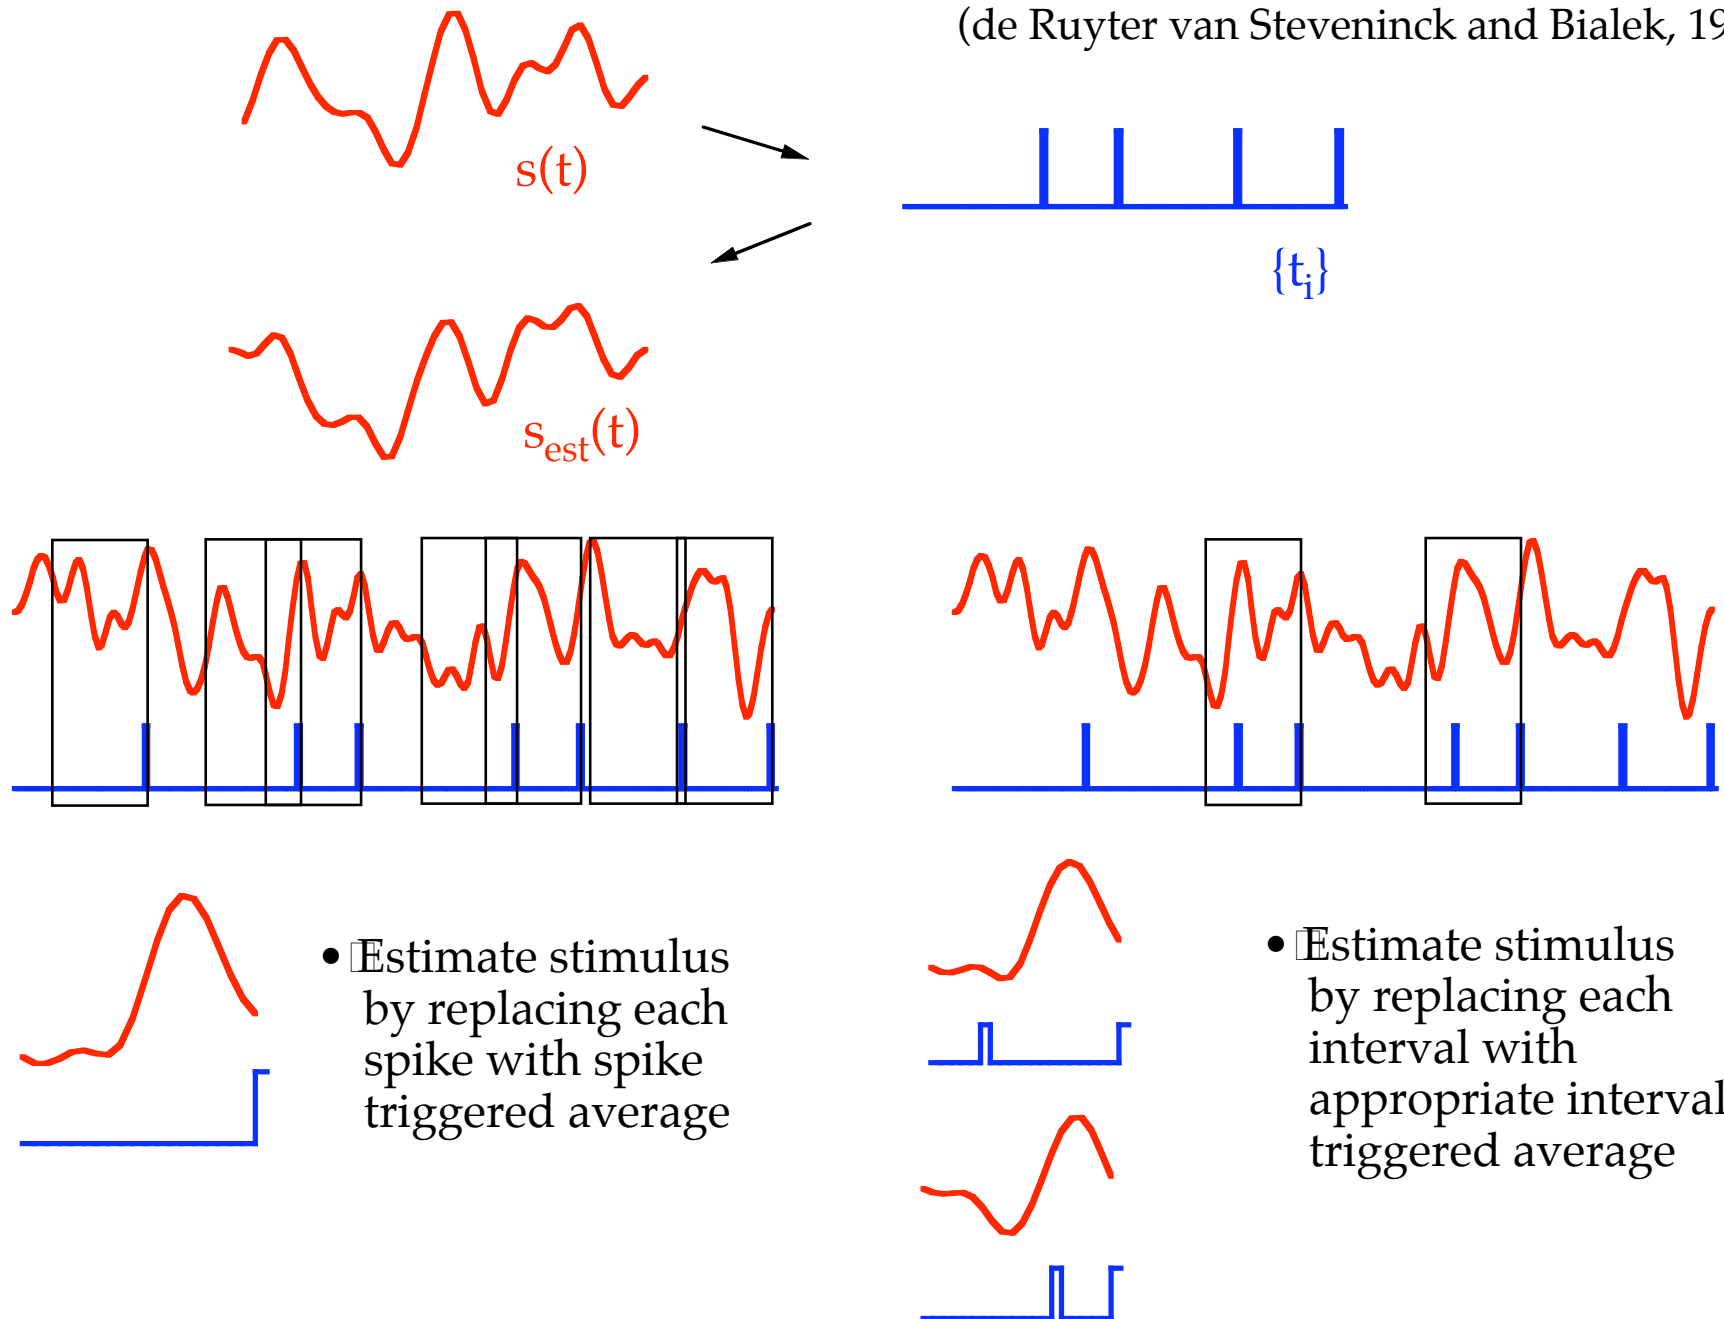 (de Ruyter van Steveninck and Bialek, 19
s(t)
{tᵢ}
s_est(t)
• Estimate stimulus
by replacing each
spike with spike
triggered average
• Estimate stimulus
by replacing each
interval with
appropriate interval
triggered average